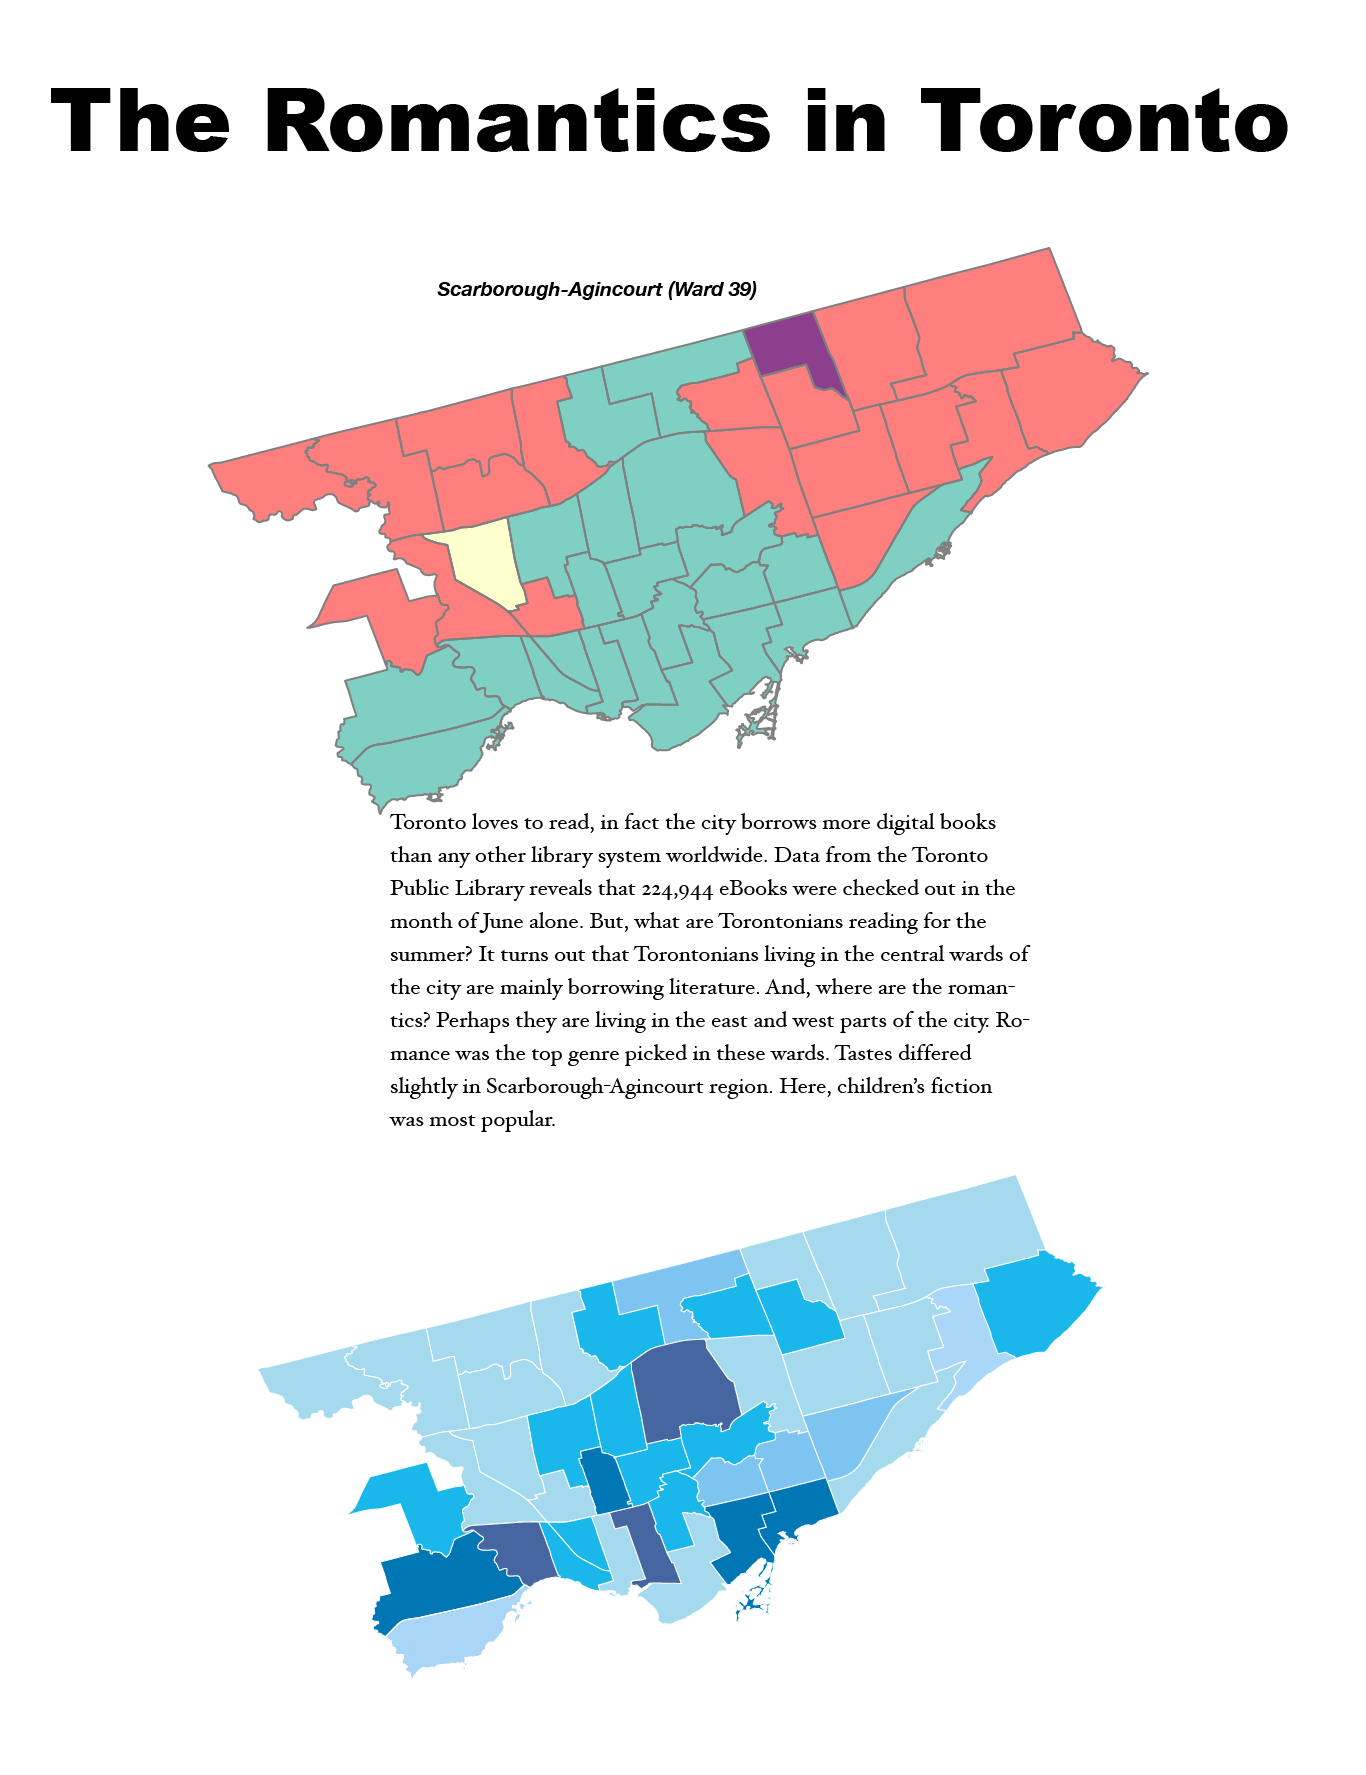 The Romantics in Toronto
Scarborough-Agincourt (Ward 39)
Toronto loves to read, in fact the city borrows more digital books
than any other library system worldwide. Data from the Toronto
Public Library reveals that 224,944 eBooks were checked out in the
month of June alone. But, what are Torontonians reading for the
summer? It turns out that Torontonians living in the central wards of
the city are mainly borrowing literature. And, where are the roman-
tics? Perhaps they are living in the east and west parts of the city. Ro-
mance was the top genre picked in these wards. Tastes differed
slightly in Scarborough-Agincourt region. Here, children’s fiction
was most popular.